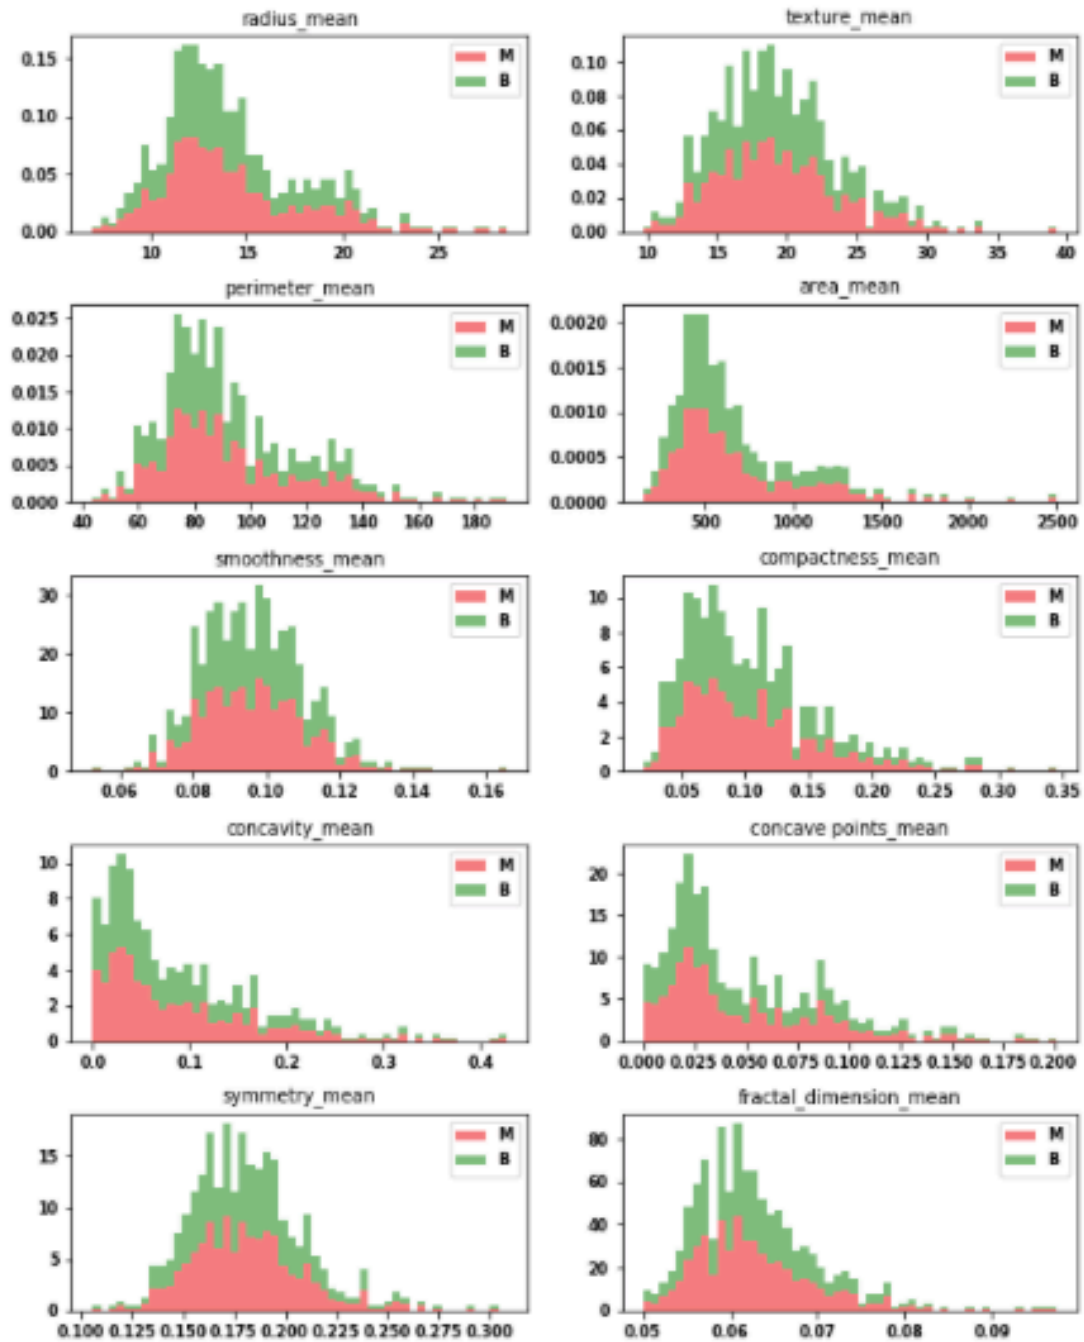 radius_mean
texture_mean
0.15
0.10
0.05
0.00
M
B
10 15 20 25
0.10
0.08
0.06
0.04
0.02
0.00
M
B
10 15 20 25 30 35 40
perimeter_mean
area_mean
0.025
0.020
0.015
0.010
0.005
0.000
M
B
40 60 80 100 120 140 160 180
0.0020
0.0015
0.0010
0.0005
0.0000
M
B
500 1000 1500 2000 2500
smoothness_mean
compactness_mean
30
20
10
0
M
B
0.06 0.08 0.10 0.12 0.14 0.16
10
8
6
4
2
0
M
B
0.05 0.10 0.15 0.20 0.25 0.30 0.35
concavity_mean
concave points_mean
10
8
6
4
2
0
M
B
0.0 0.1 0.2 0.3 0.4
20
15
10
5
0
M
B
0.000 0.025 0.050 0.075 0.100 0.125 0.150 0.175 0.200
symmetry_mean
fractal_dimension_mean
15
10
5
0
M
B
0.100 0.125 0.150 0.175 0.200 0.225 0.250 0.275 0.300
80
60
40
20
0
M
B
0.05 0.06 0.07 0.08 0.09